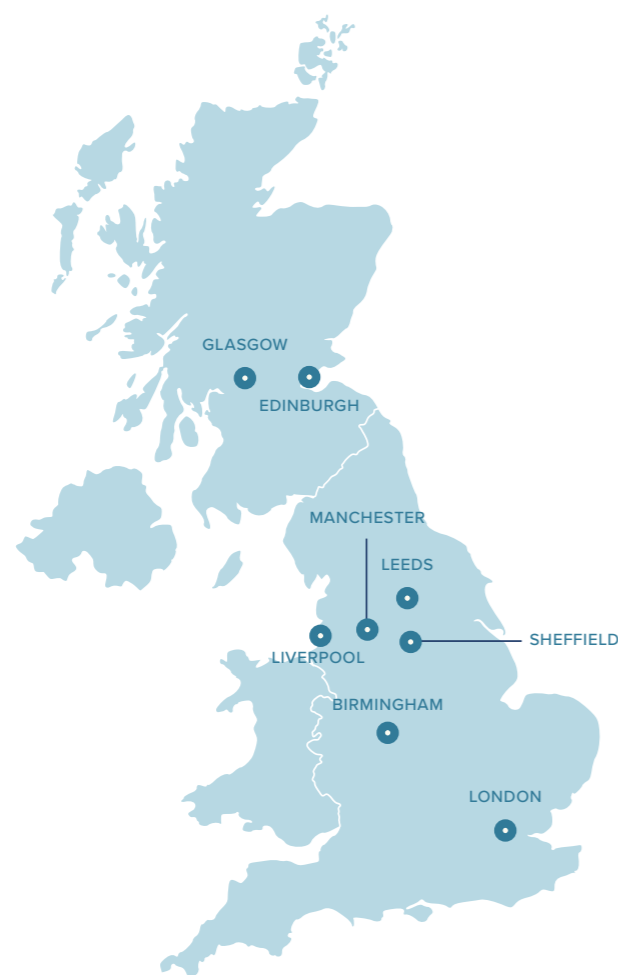 GLASGOW
EDINBURGH
MANCHESTER
LEEDS
SHEFFIELD
LIVERPOOL
BIRMINGHAM
LONDON